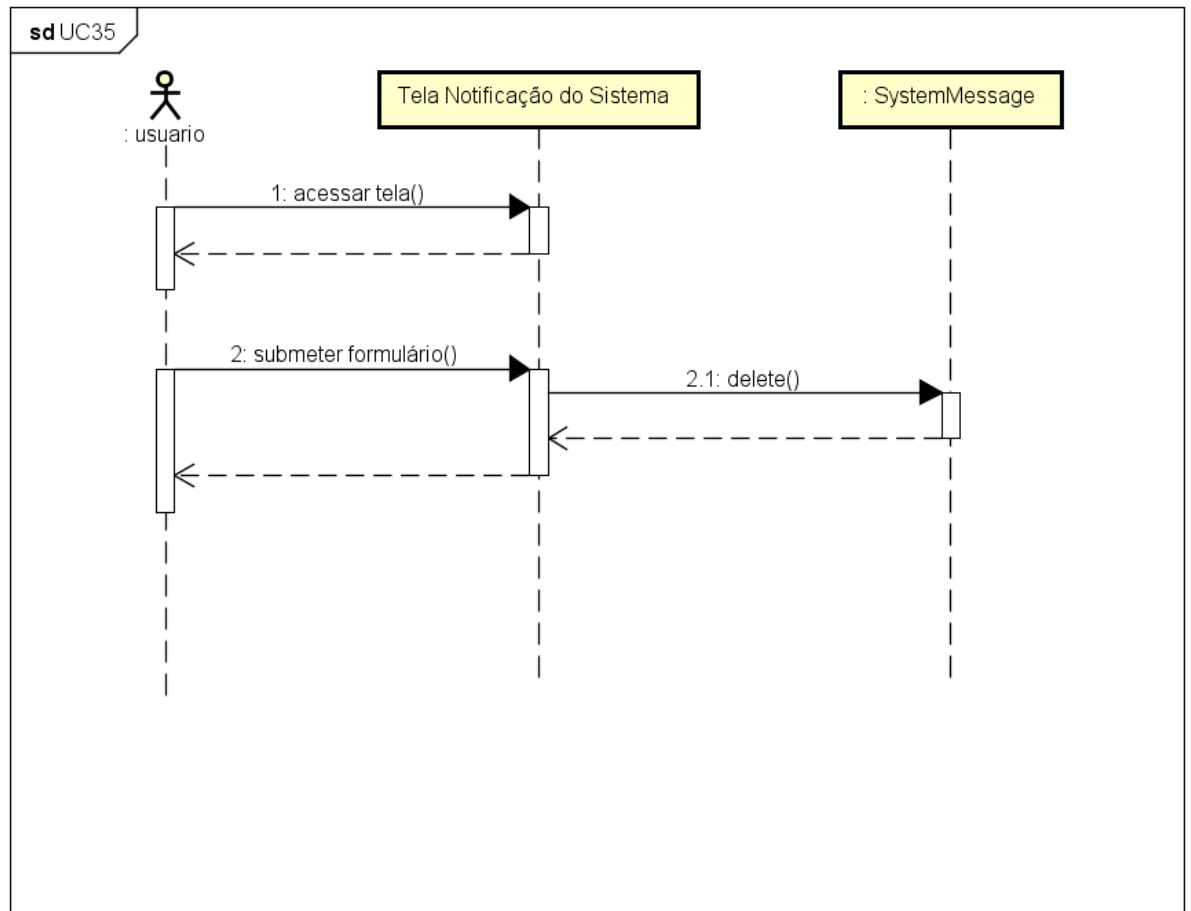 sd UC35
: usuario
Tela Notificação do Sistema
: SystemMessage
1: acessar tela()
2: submeter formulário()
2.1: delete()